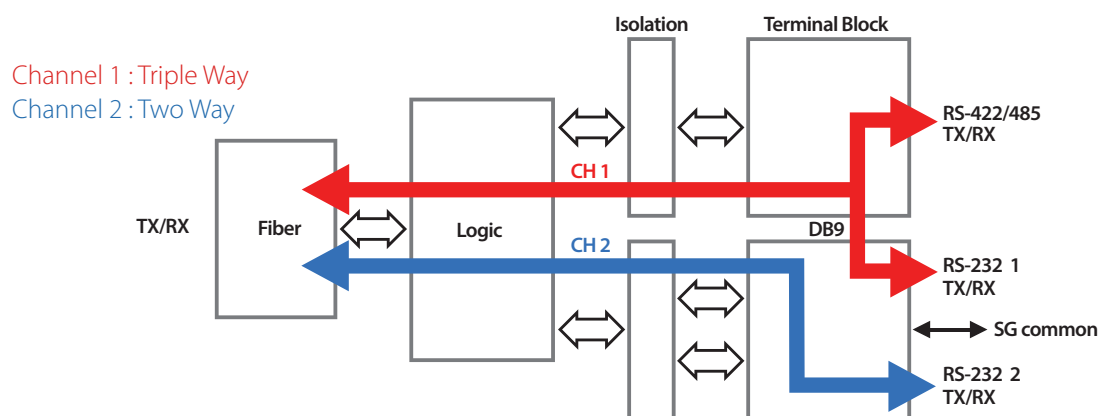 Isolation
Terminal Block
Channel 1 : Triple Way
Channel 2 : Two Way
RS-422/485
TX/RX
CH 1
TX/RX
Fiber
Logic
DB9
CH 2
RS-232 1
TX/RX
SG common
RS-232 2
TX/RX